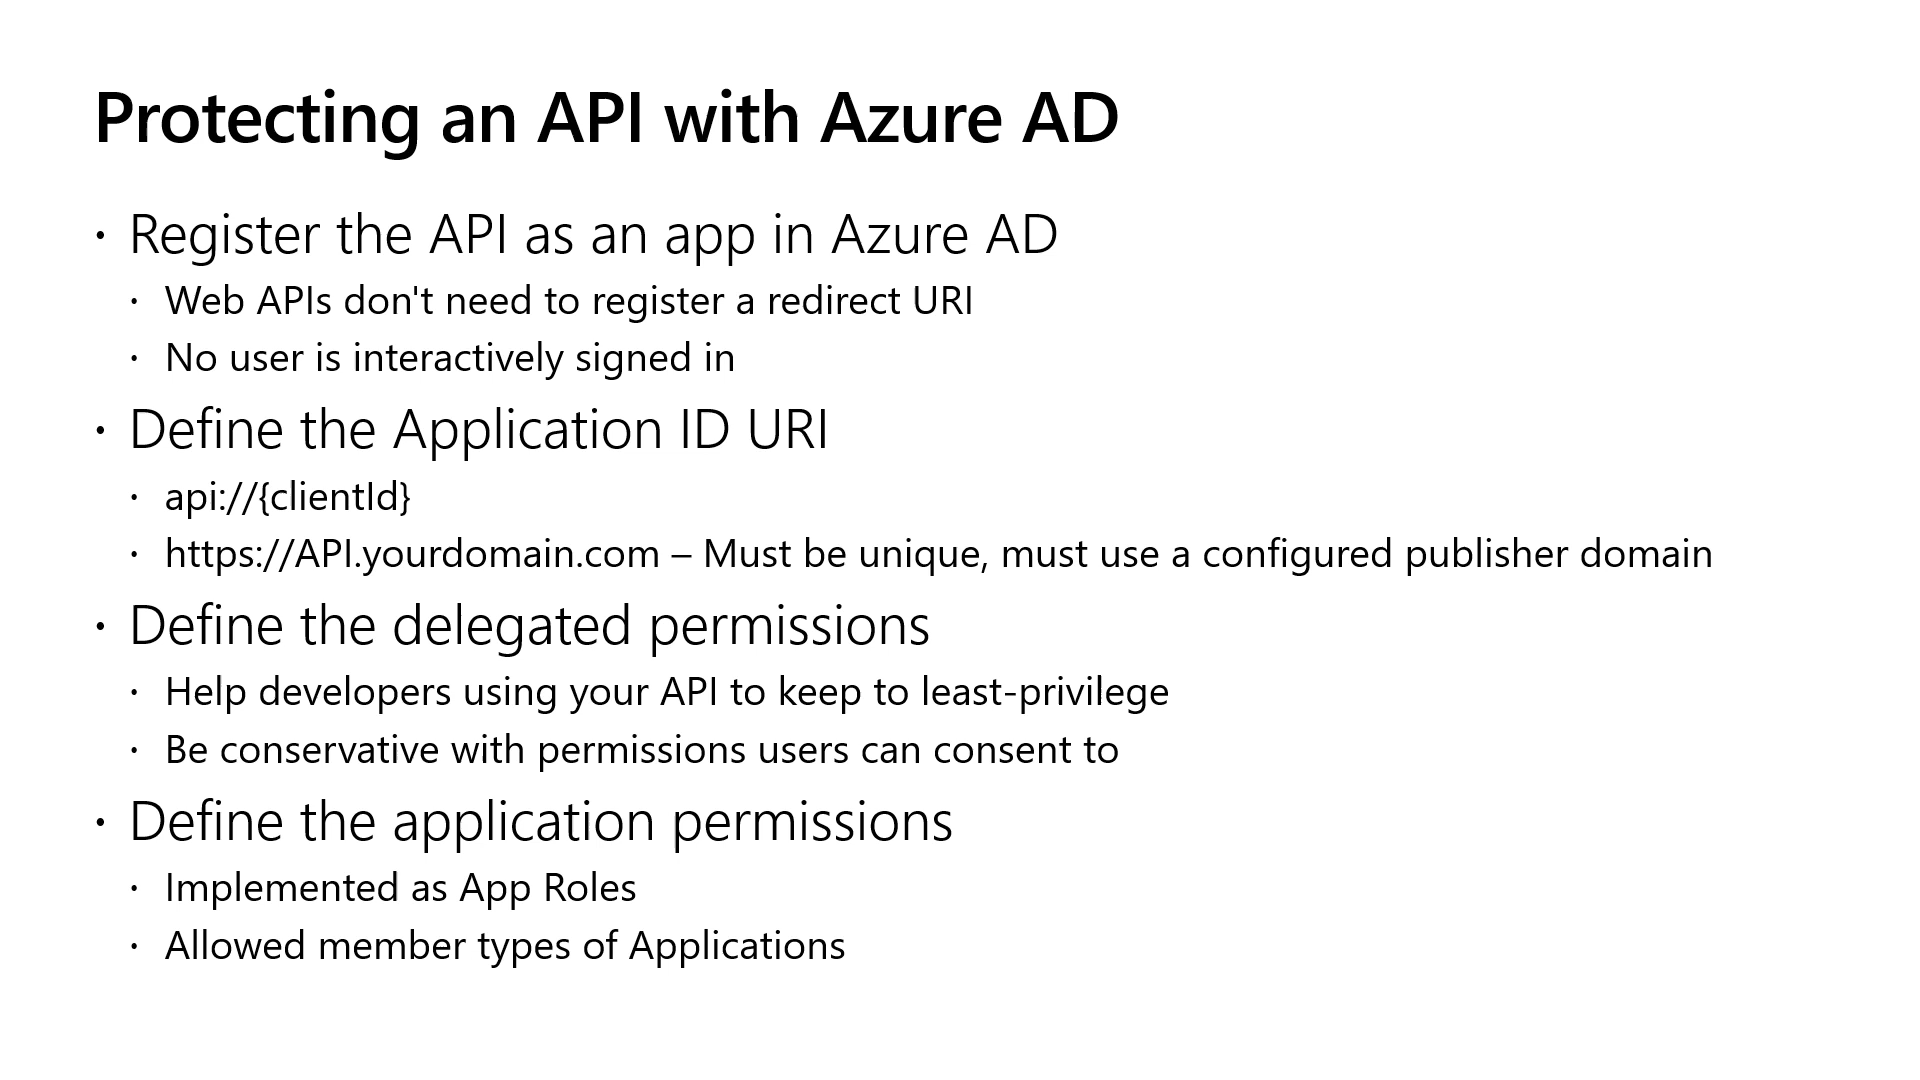 Protecting an API with Azure AD
• Register the API as an app in Azure AD
• Web APIs don't need to register a redirect URI
• No user is interactively signed in
• Define the Application ID URI
• api://{clientId}
• https://API.yourdomain.com – Must be unique, must use a configured publisher domain
• Define the delegated permissions
• Help developers using your API to keep to least-privilege
• Be conservative with permissions users can consent to
• Define the application permissions
• Implemented as App Roles
• Allowed member types of Applications